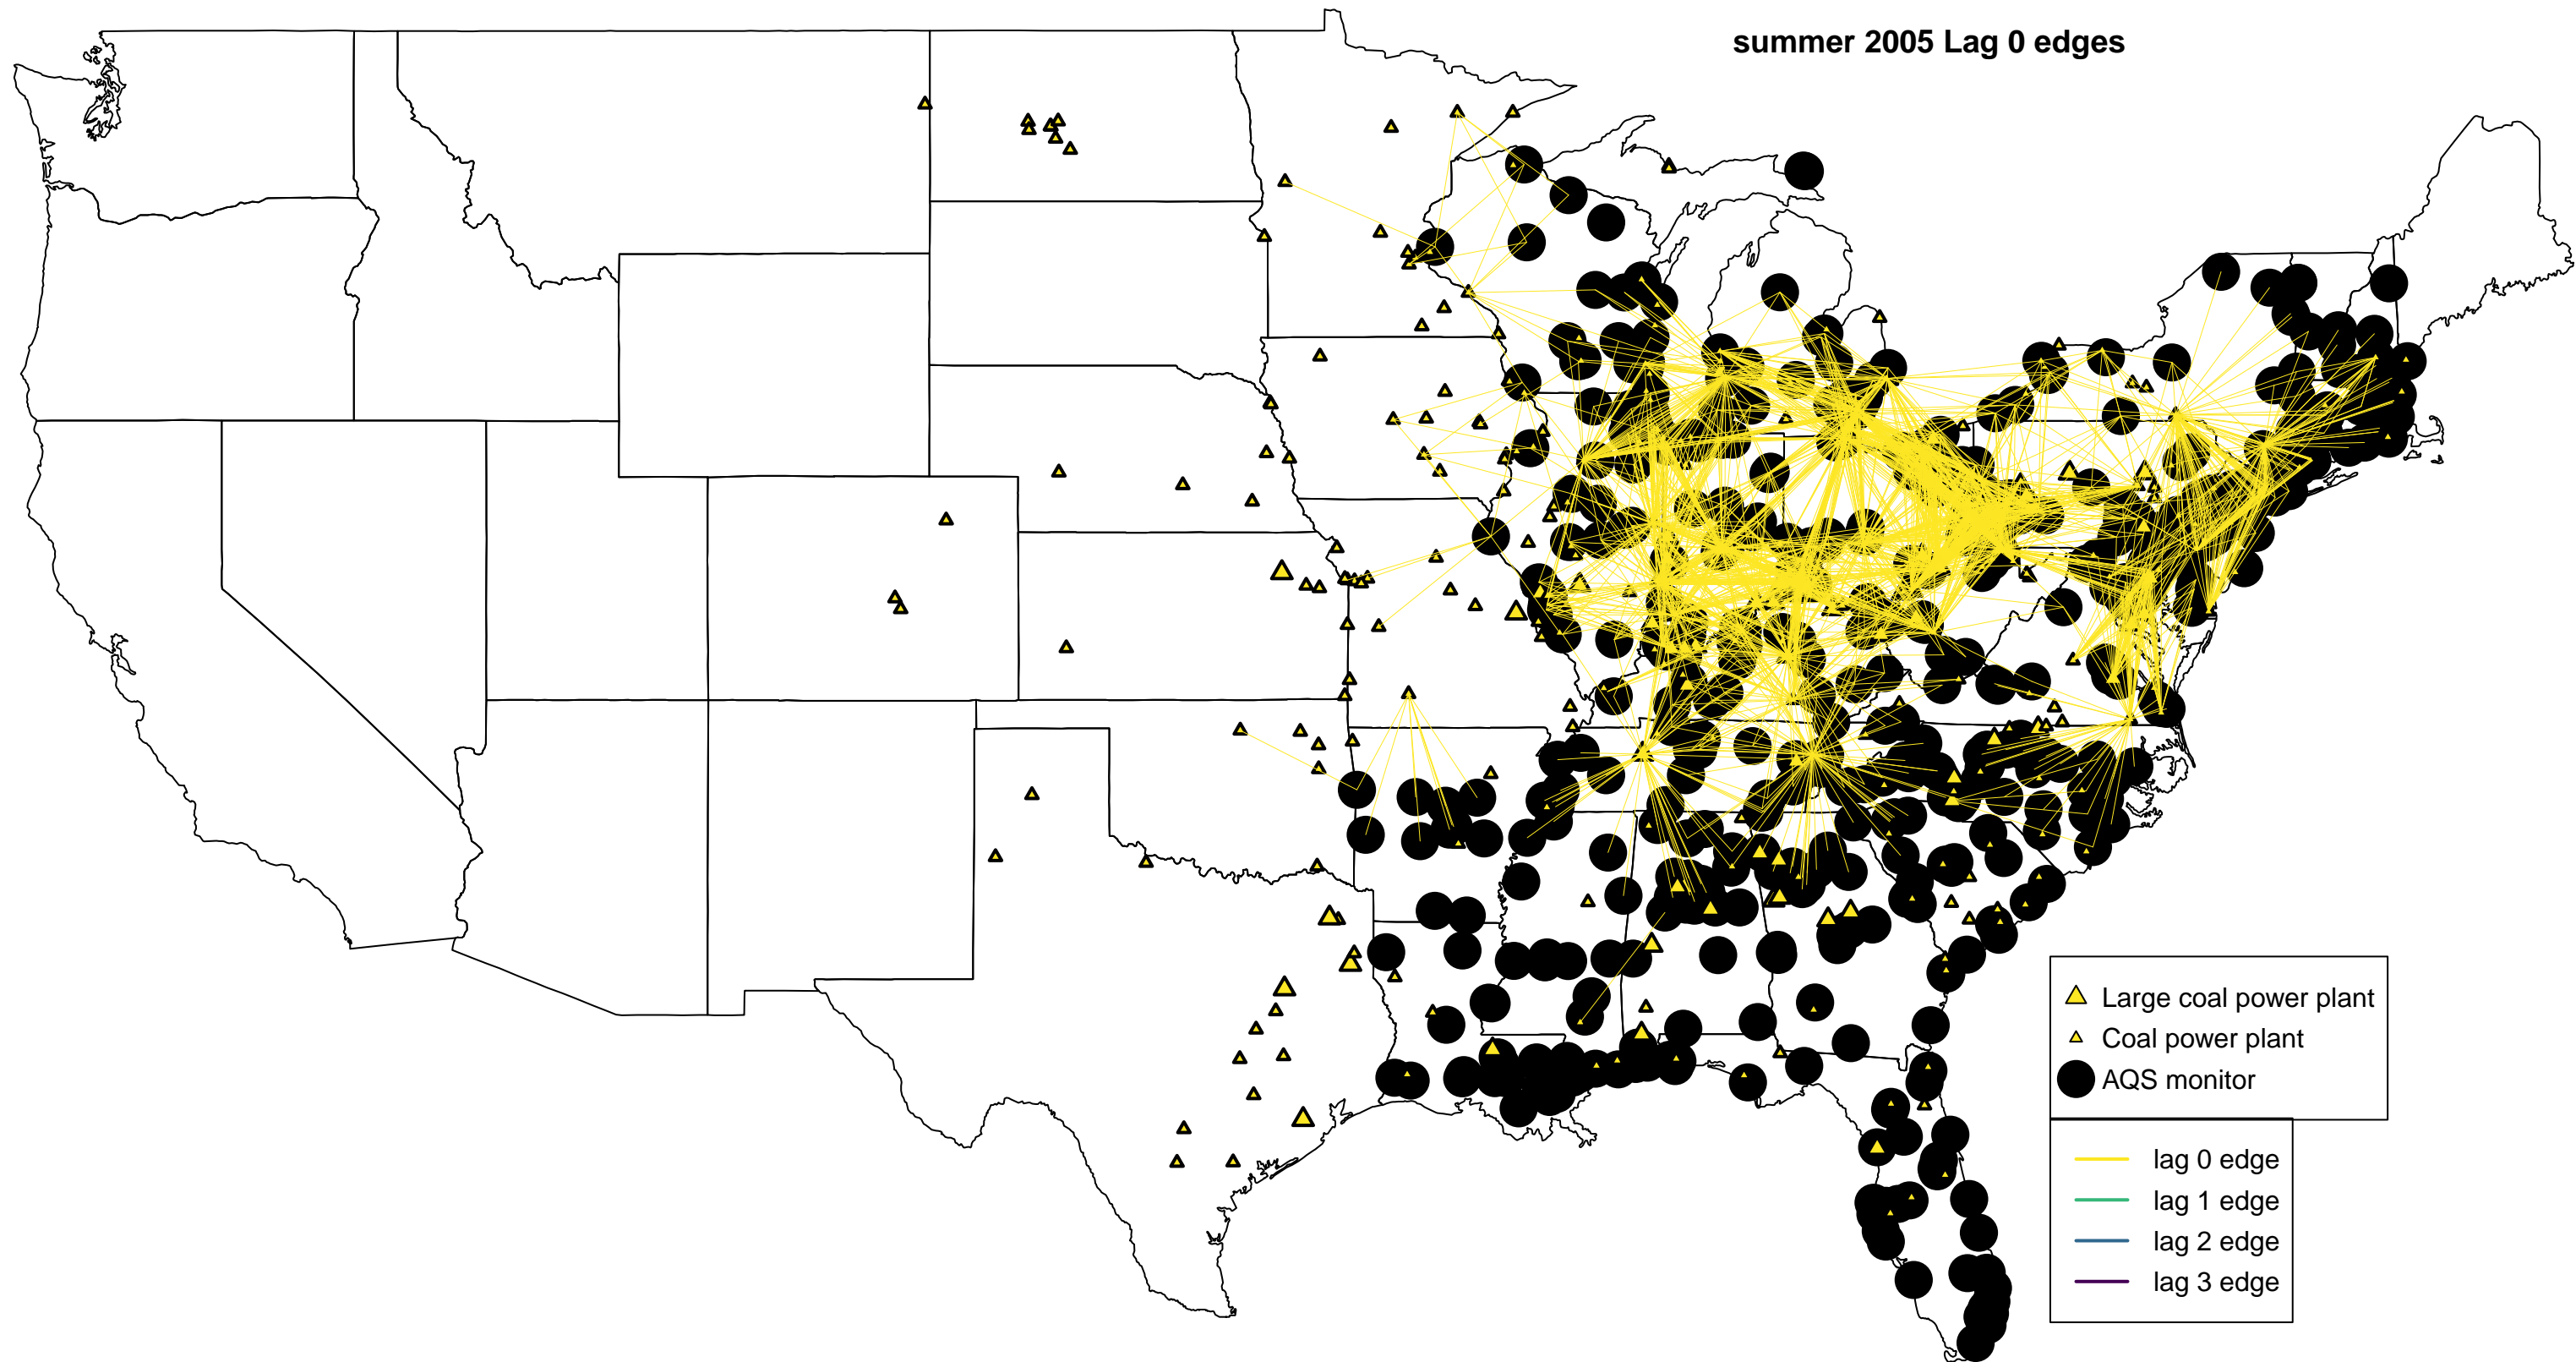 summer 2005 Lag 0 edges
Large coal power plant
Coal power plant
AQS monitor
lag 0 edge
lag 1 edge
lag 2 edge
lag 3 edge